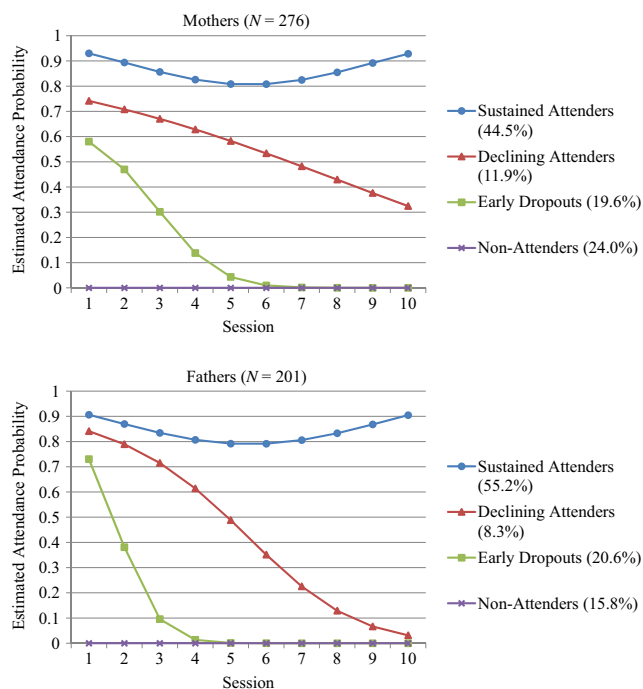 Mothers (N = 276)
Estimated Attendance Probability
1
0.9
0.8
0.7
0.6
0.5
0.4
0.3
0.2
0.1
0
1 2 3 4 5 6 7 8 9 10
Session
Sustained Attenders
(44.5%)
Declining Attenders
(11.9%)
Early Dropouts (19.6%)
Non-Attenders (24.0%)
Fathers (N = 201)
Estimated Attendance Probability
1
0.9
0.8
0.7
0.6
0.5
0.4
0.3
0.2
0.1
0
1 2 3 4 5 6 7 8 9 10
Session
Sustained Attenders
(55.2%)
Declining Attenders
(8.3%)
Early Dropouts (20.6%)
Non-Attenders (15.8%)